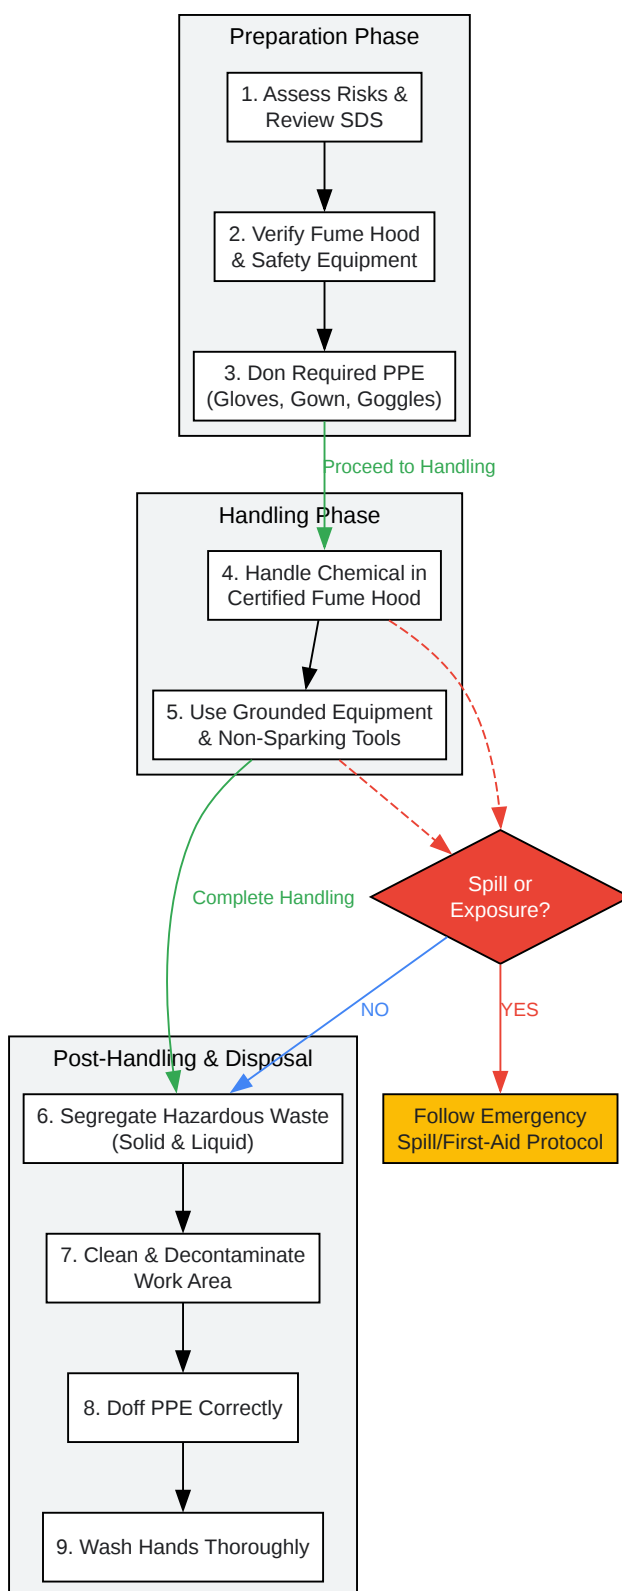 Preparation Phase
1. Assess Risks &
Review SDS
2. Verify Fume Hood
& Safety Equipment
3. Don Required PPE
(Gloves, Gown, Goggles)
Proceed to Handling
Handling Phase
4. Handle Chemical in
Certified Fume Hood
5. Use Grounded Equipment
& Non-Sparking Tools
Spill or
Exposure?
Complete Handling
NO
YES
Post-Handling & Disposal
6. Segregate Hazardous Waste
(Solid & Liquid)
Follow Emergency
Spill/First-Aid Protocol
7. Clean & Decontaminate
Work Area
8. Doff PPE Correctly
9. Wash Hands Thoroughly